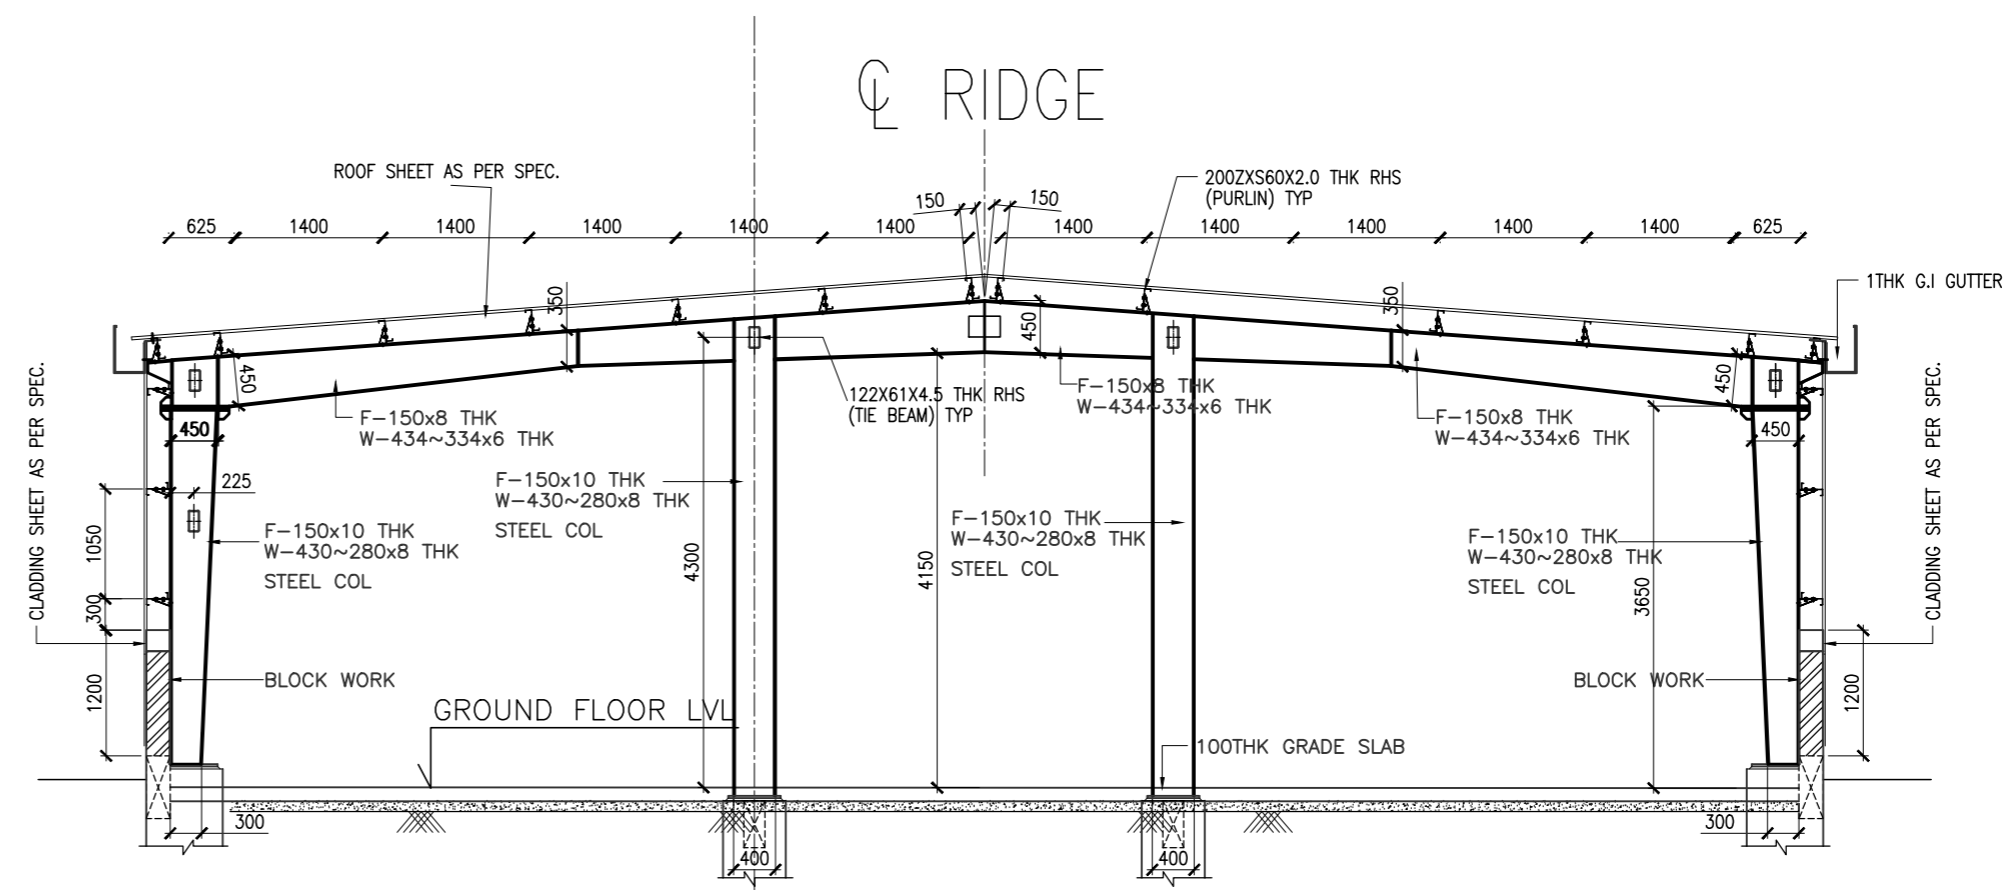 ℄ RIDGE
ROOF SHEET AS PER SPEC.
200ZXS60X2.0 THK RHS
(PURLIN) TYP
150
150
625
1400
1400
1400
1400
1400
1400
1400
1400
1400
1400
625
1THK G.I GUTTER
350
450
350
450
450
122X61X4.5 THK RHS
(TIE BEAM) TYP
F-150x8 THK
W-434~334x6 THK
F-150x8 THK
W-434~334x6 THK
F-150x8 THK
W-434~334x6 THK
450
450
225
CLADDING SHEET AS PER SPEC.
CLADDING SHEET AS PER SPEC.
F-150x10 THK
W-430~280x8 THK
STEEL COL
F-150x10 THK
W-430~280x8 THK
STEEL COL
F-150x10 THK
W-430~280x8 THK
STEEL COL
F-150x10 THK
W-430~280x8 THK
STEEL COL
1050
300
1200
4300
4150
3650
1200
BLOCK WORK
BLOCK WORK
GROUND FLOOR LVL
100THK GRADE SLAB
300
400
400
300